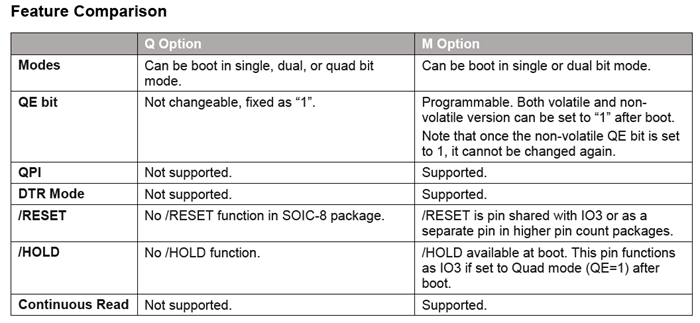 Feature Comparison
Q Option
M Option
Modes
Can be boot in single, dual, or quad bit
mode.
Can be boot in single or dual bit mode.
QE bit
Not changeable, fixed as “1”.
Programmable. Both volatile and non-
volatile version can be set to “1” after boot.
Note that once the non-volatile QE bit is set
to 1, it cannot be changed again.
QPI
Not supported.
Supported.
DTR Mode
Not supported.
Supported.
/RESET
No /RESET function in SOIC-8 package.
/RESET is pin shared with IO3 or as a
separate pin in higher pin count packages.
/HOLD
No /HOLD function.
/HOLD available at boot. This pin functions
as IO3 if set to Quad mode (QE=1) after
boot.
Continuous Read
Not supported.
Supported.